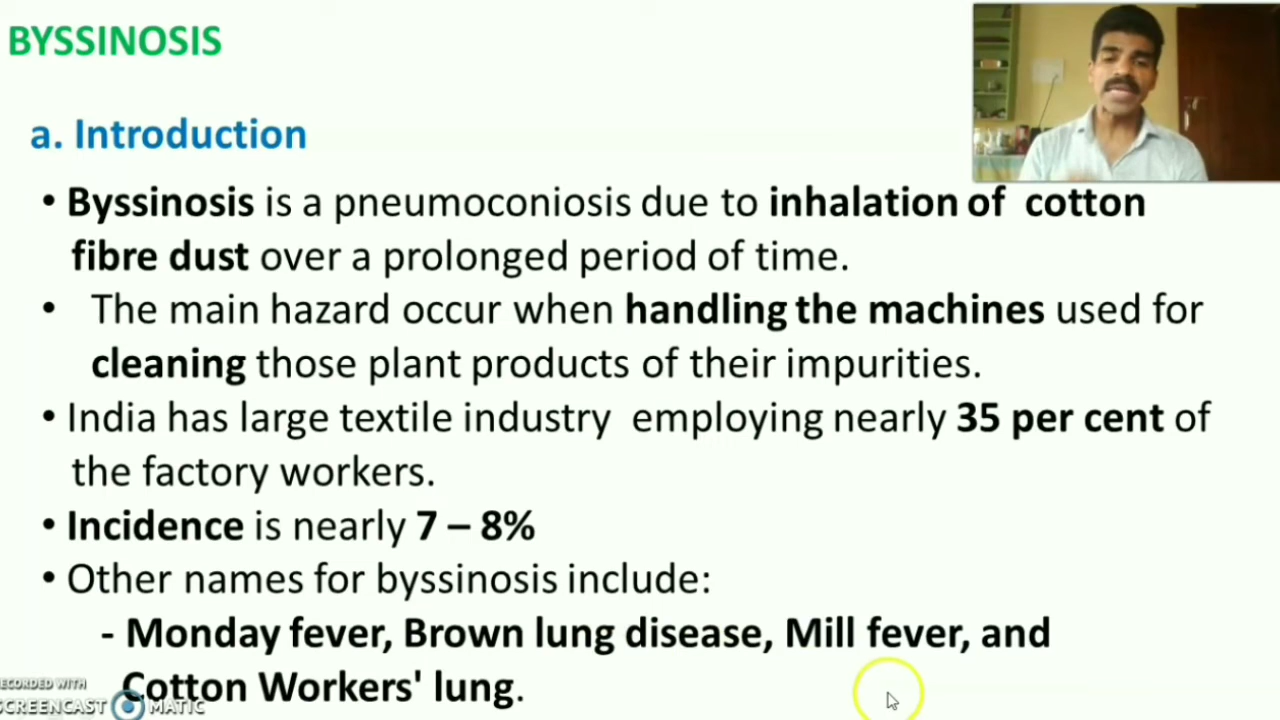 BYSSINOSIS
a. Introduction
• Byssinosis is a pneumoconiosis due to inhalation of cotton
fibre dust over a prolonged period of time.
• The main hazard occur when handling the machines used for
cleaning those plant products of their impurities.
• India has large textile industry employing nearly 35 per cent of
the factory workers.
• Incidence is nearly 7 – 8%
• Other names for byssinosis include:
- Monday fever, Brown lung disease, Mill fever, and
Cotton Workers' lung.
RECORDED WITH
SCREENCAST MATIC